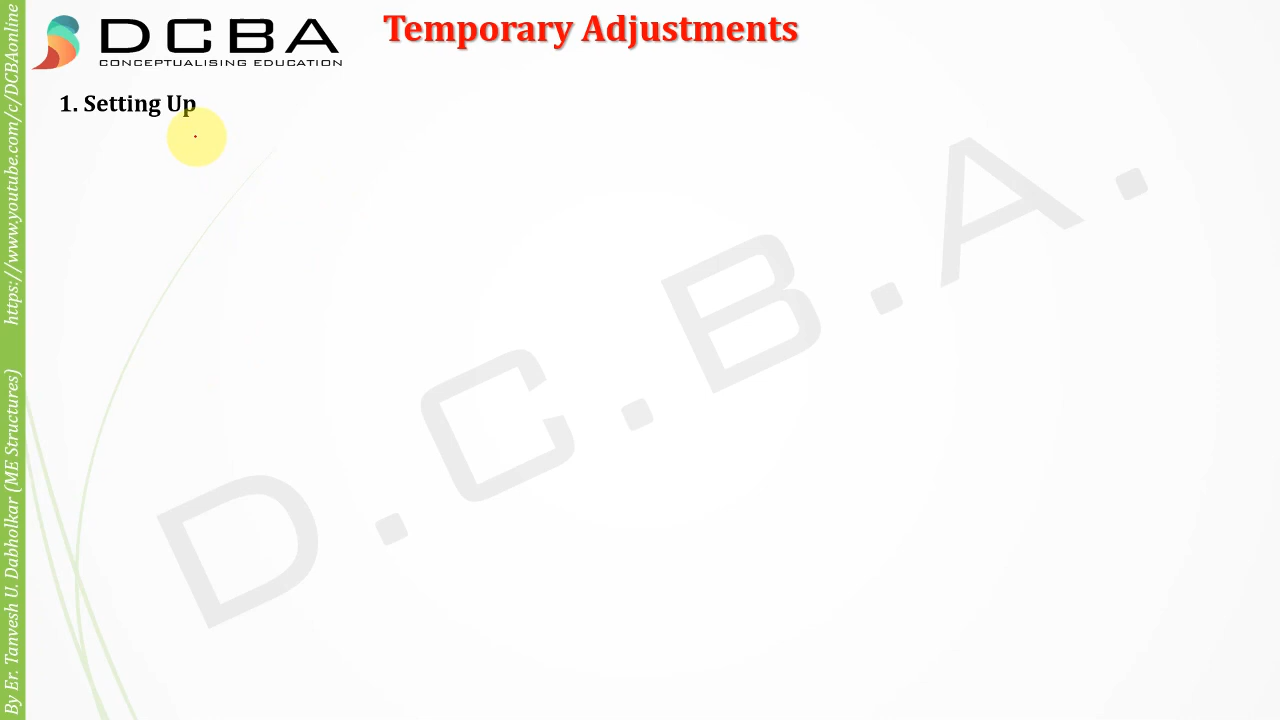 DCBA
CONCEPTUALISING EDUCATION
Temporary Adjustments
1. Setting Up
D.C.B.A.
By Er. Tanvesh U. Dabholkar (ME Structures) https://www.youtube.com/c/DCBAonline